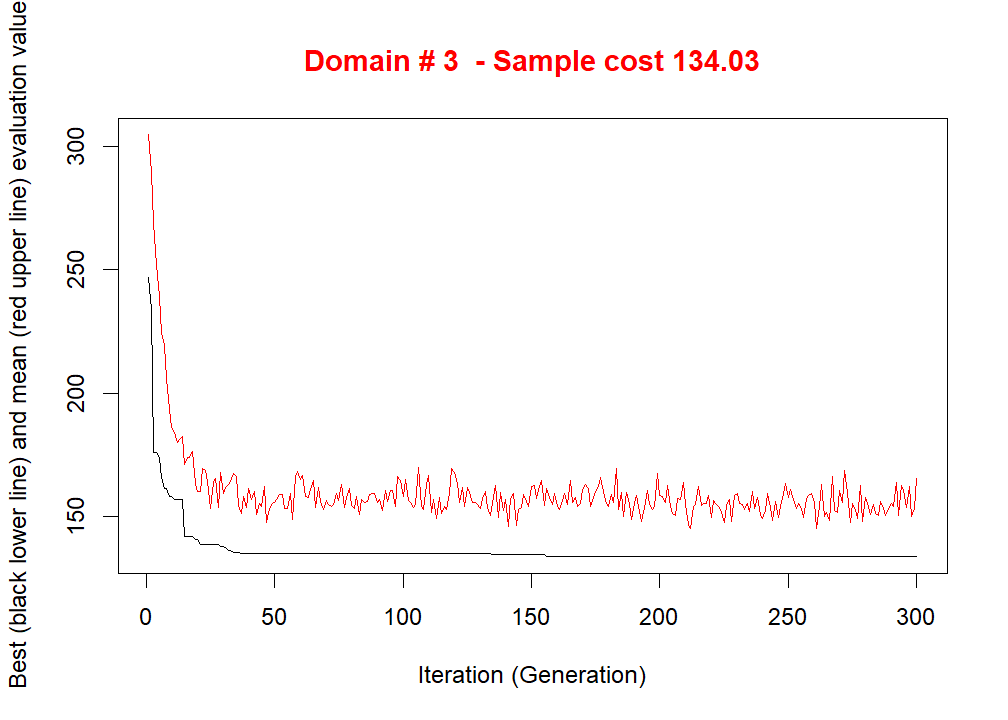 Domain # 3  - Sample cost 134.03
Best (black lower line) and mean (red upper line) evaluation value
300
250
200
150
0 50 100 150 200 250 300
Iteration (Generation)